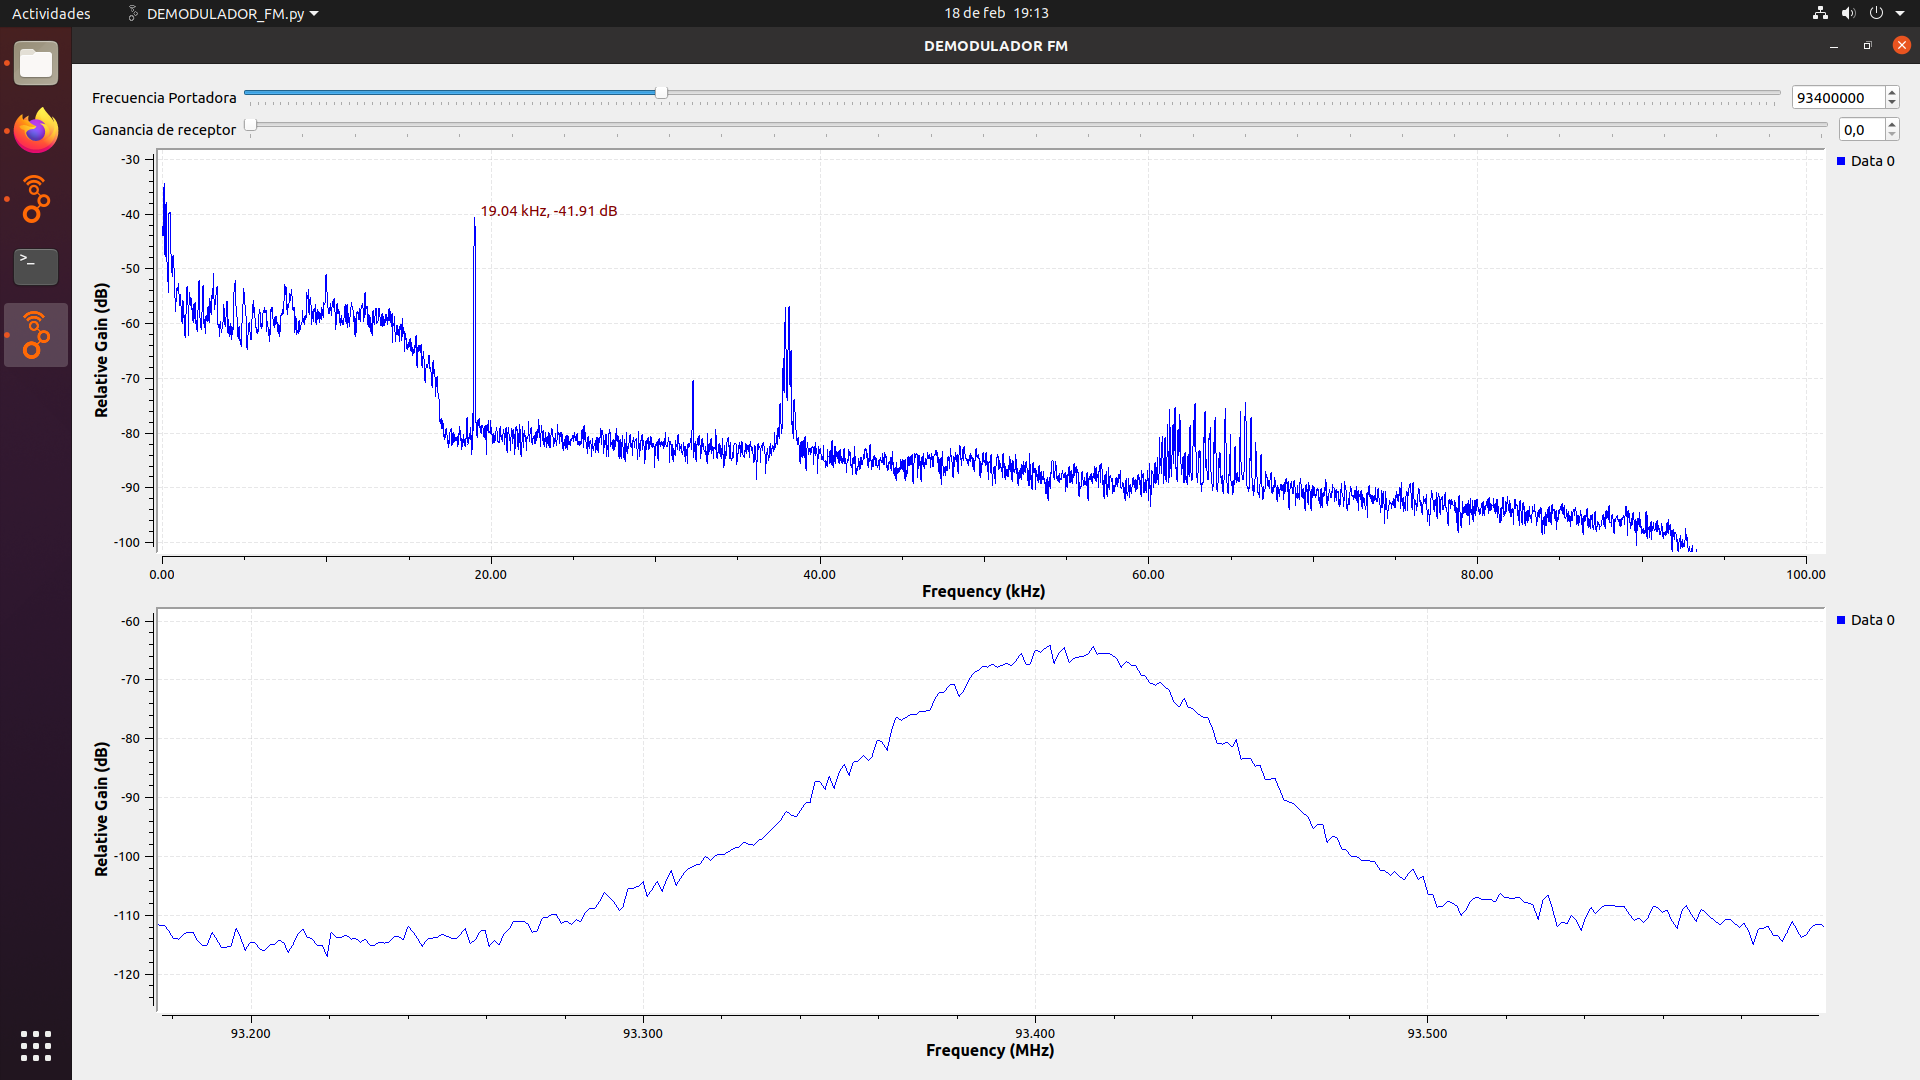 Actividades DEMODULADOR_FM.py 18 de feb 19:13
DEMODULADOR FM
Frecuencia Portadora 93400000
Ganancia de receptor 0,0
Data 0
19.04 kHz, -41.91 dB
Relative Gain (dB)
-30
-40
-50
-60
-70
-80
-90
-100
0.00 20.00 40.00 60.00 80.00 100.00
Frequency (kHz)
Data 0
Relative Gain (dB)
-60
-70
-80
-90
-100
-110
-120
93.200 93.300 93.400 93.500
Frequency (MHz)
>_